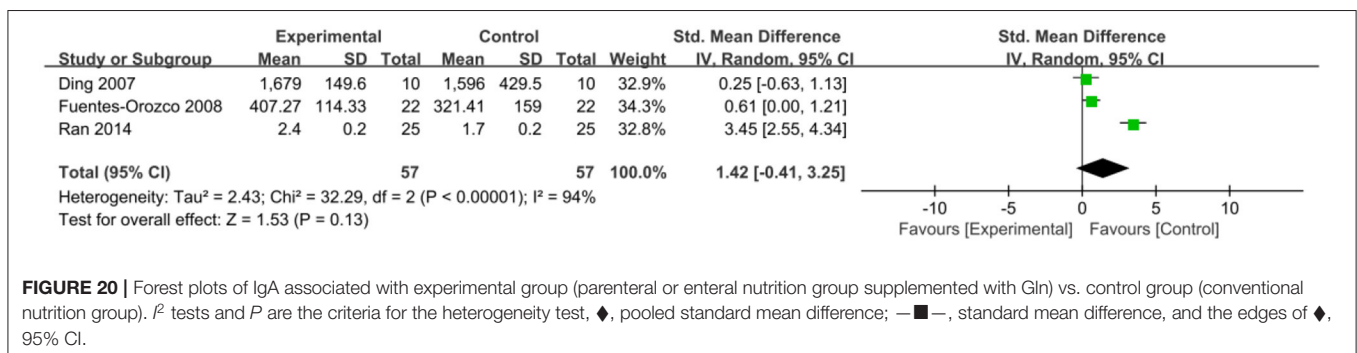 Experimental Control Std. Mean Difference Std. Mean Difference
Study or Subgroup Mean SD Total Mean SD Total Weight IV, Random, 95% CI IV, Random, 95% CI
Ding 2007 1,679 149.6 10 1,596 429.5 10 32.9% 0.25 [-0.63, 1.13]
Fuentes-Orozco 2008 407.27 114.33 22 321.41 159 22 34.3% 0.61 [0.00, 1.21]
Ran 2014 2.4 0.2 25 1.7 0.2 25 32.8% 3.45 [2.55, 4.34]
Total (95% CI) 57 57 100.0% 1.42 [-0.41, 3.25]
Heterogeneity: Tau² = 2.43; Chi² = 32.29, df = 2 (P < 0.00001); I² = 94%
Test for overall effect: Z = 1.53 (P = 0.13)
-10 -5 0 5 10
Favours [Experimental] Favours [Control]
FIGURE 20 | Forest plots of IgA associated with experimental group (parenteral or enteral nutrition group supplemented with Gln) vs. control group (conventional
nutrition group). I² tests and P are the criteria for the heterogeneity test, ♦, pooled standard mean difference; —■—, standard mean difference, and the edges of ♦,
95% CI.